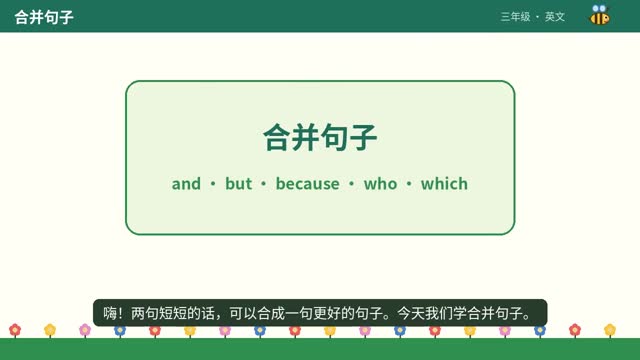 合并句子
三年级 · 英文
合并句子
and · but · because · who · which
嗨！两句短短的话，可以合成一句更好的句子。今天我们学合并句子。